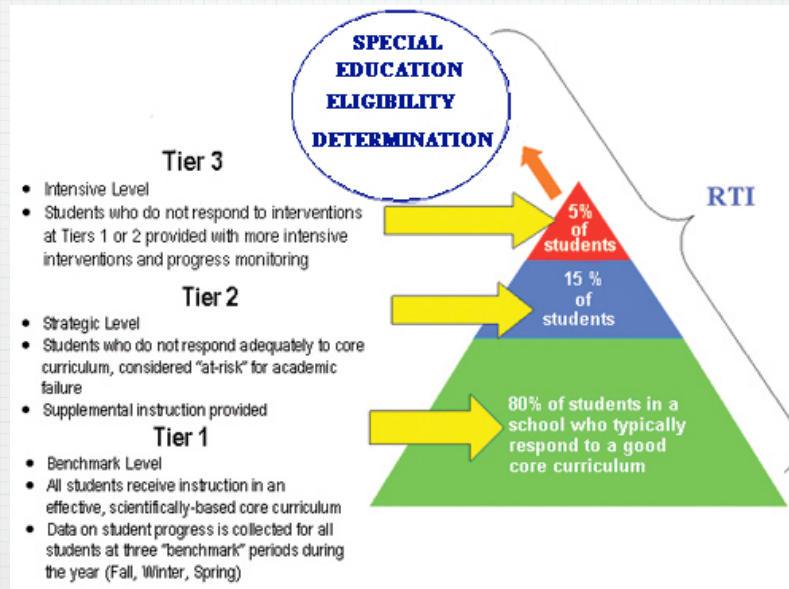 SPECIAL
EDUCATION
ELIGIBILITY
DETERMINATION
RTI
Tier 3
• Intensive Level
• Students who do not respond to interventions
at Tiers 1 or 2 provided with more intensive
interventions and progress monitoring
5%
of
students
Tier 2
• Strategic Level
• Students who do not respond adequately to core
curriculum, considered "at-risk" for academic
failure
• Supplemental instruction provided
15 %
of
students
Tier 1
• Benchmark Level
• All students receive instruction in an
effective, scientifically-based core curriculum
• Data on student progress is collected for all
students at three "benchmark" periods during
the year (Fall, Winter, Spring)
80% of students in a
school who typically
respond to a good
core curriculum